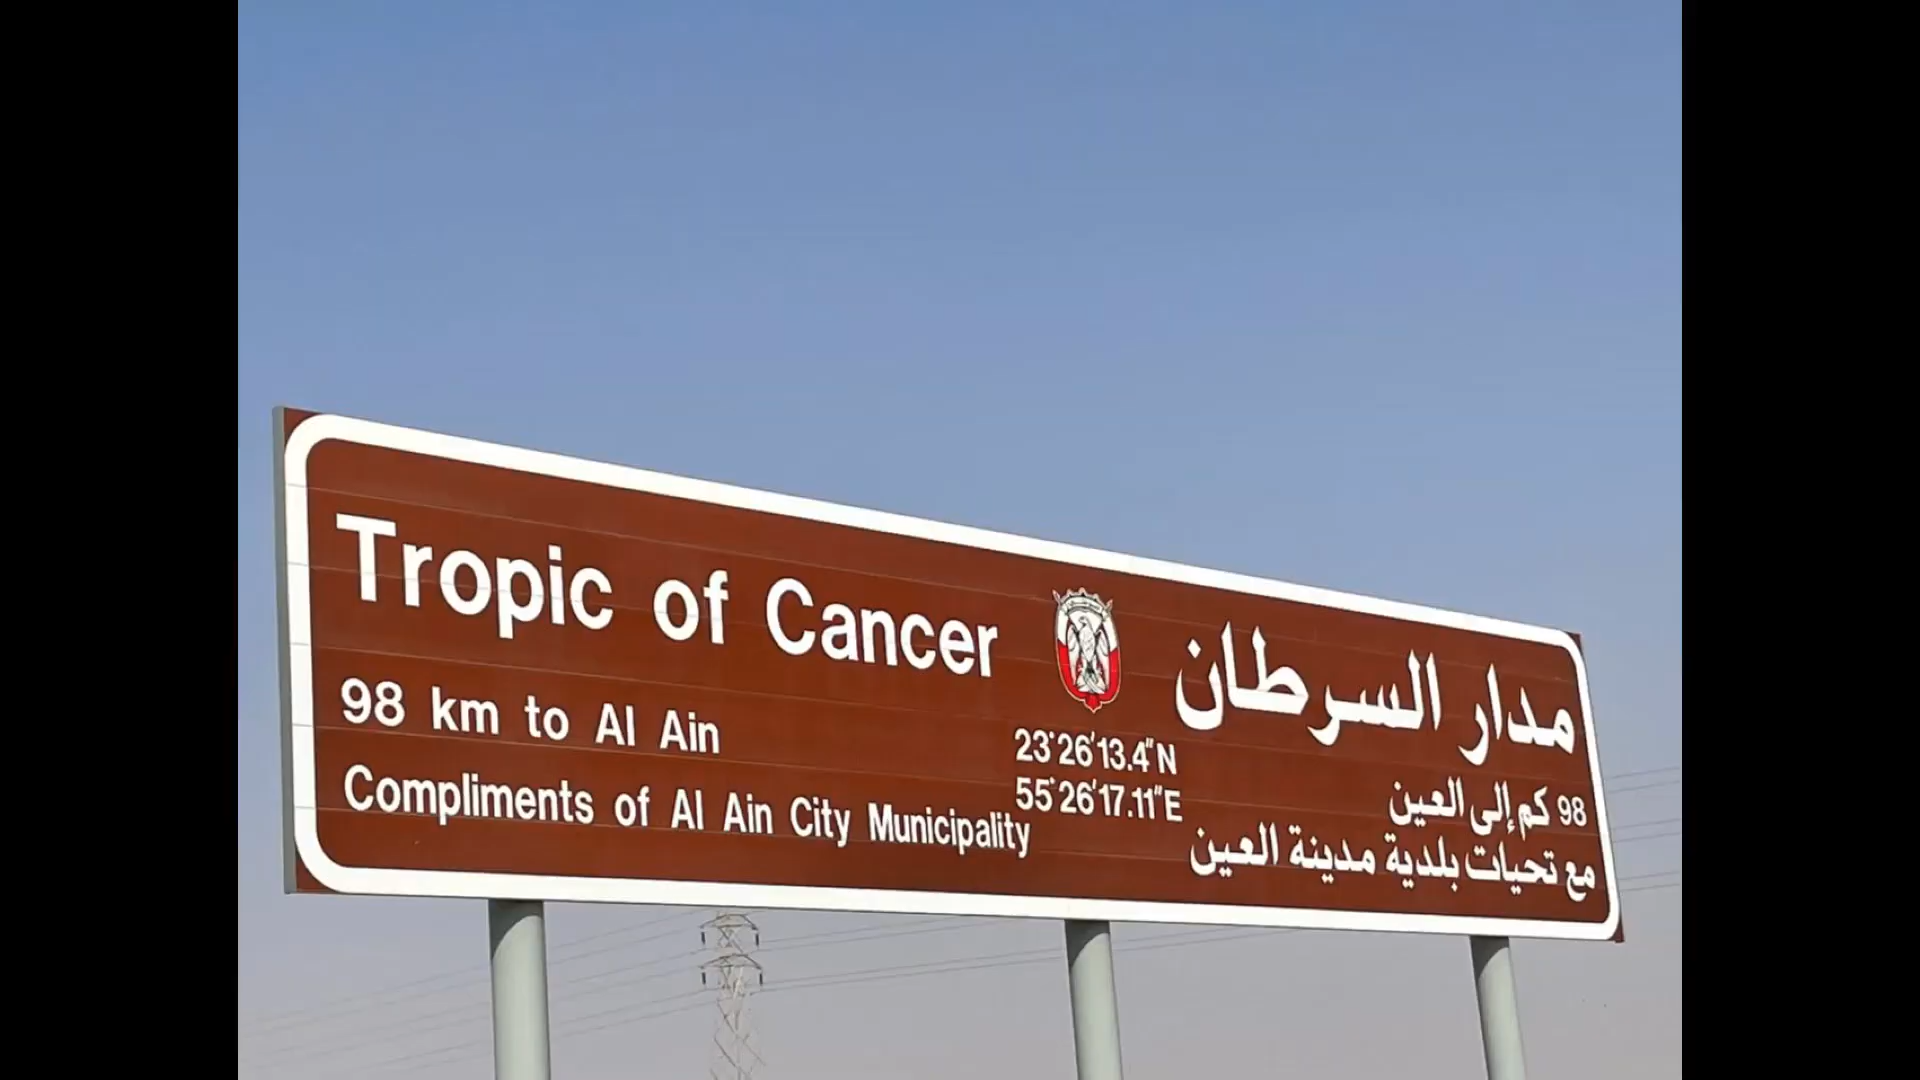 Tropic of Cancer
98 km to Al Ain
Compliments of Al Ain City Municipality
23°26'13.4"N
55°26'17.11"E
مدار السرطان
98 كم إلى العين
مع تحيات بلدية مدينة العين